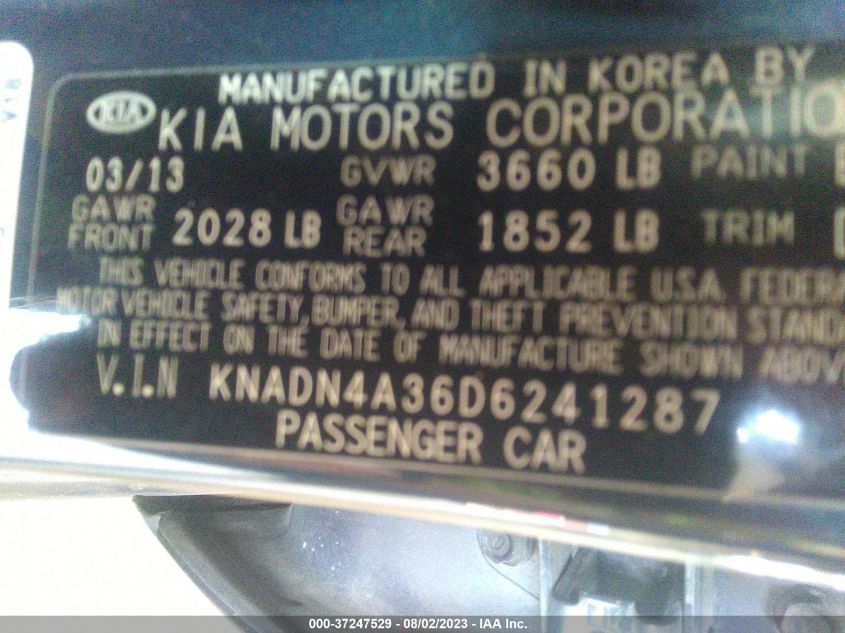 MANUFACTURED IN KOREA BY
KIA KIA MOTORS CORPORATIO
03/13 GVWR 3660 LB PAINT
GAWR FRONT 2028 LB GAWR REAR 1852 LB TRIM
THIS VEHICLE CONFORMS TO ALL APPLICABLE U.S.A. FEDERA
MOTOR VEHICLE SAFETY, BUMPER, AND THEFT PREVENTION STAND
IN EFFECT ON THE DATE OF MANUFACTURE SHOWN ABOV
V.I.N KNADN4A36D6241287
PASSENGER CAR
V18
000-37247529 - 08/02/2023 - IAA Inc.